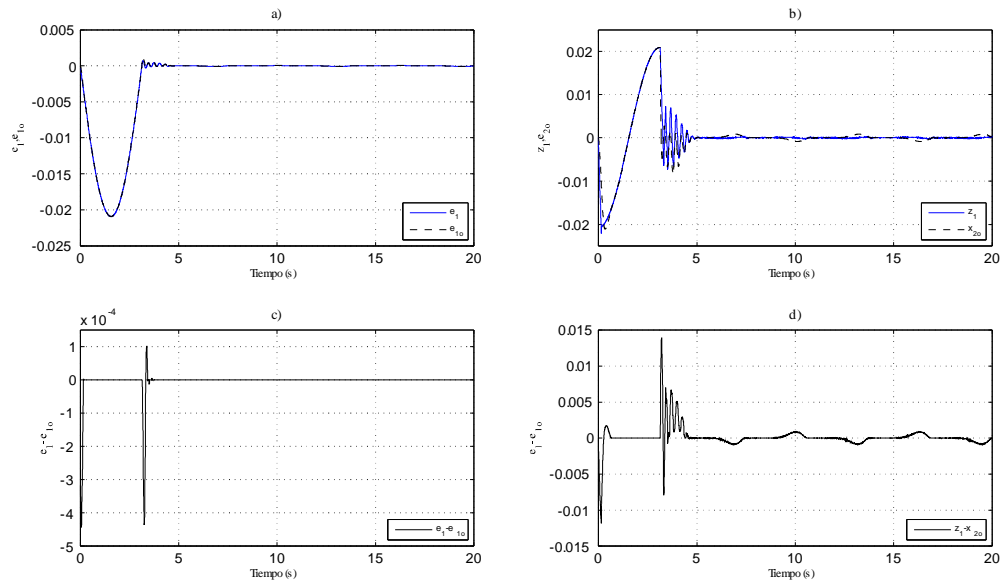 a)
0.005
0
-0.005
-0.01
-0.015
-0.02
-0.025
e1,e1o
e1
e1o
0 5 10 15 20
Tiempo (s)
b)
0.02
0.01
0
-0.01
-0.02
z1,e2o
z1
x2o
0 5 10 15 20
Tiempo (s)
c)
x 10-4
1
0
-1
-2
-3
-4
-5
e1-e1o
e1-e1o
0 5 10 15 20
Tiempo (s)
d)
0.015
0.01
0.005
0
-0.005
-0.01
-0.015
e1-e1o
z1-x2o
0 5 10 15 20
Tiempo (s)